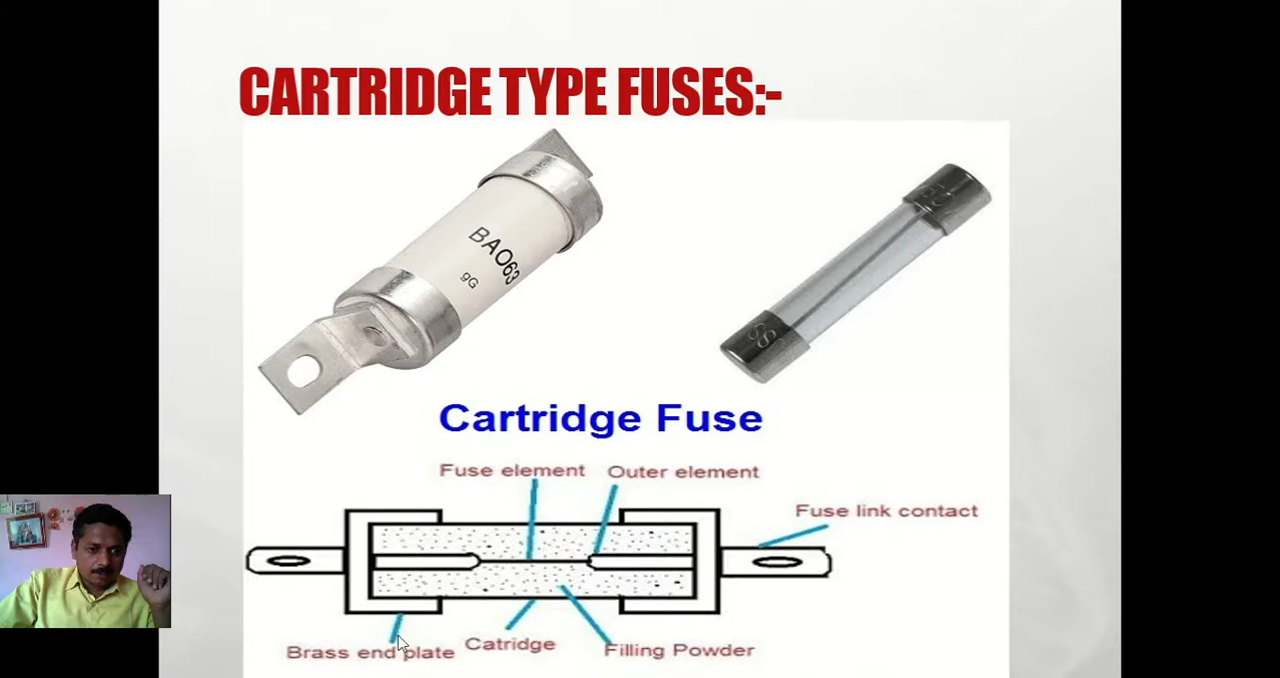 CARTRIDGE TYPE FUSES:-
BAO63
gG
6S
Cartridge Fuse
Fuse element
Outer element
Fuse link contact
Brass end plate
Catridge
Filling Powder